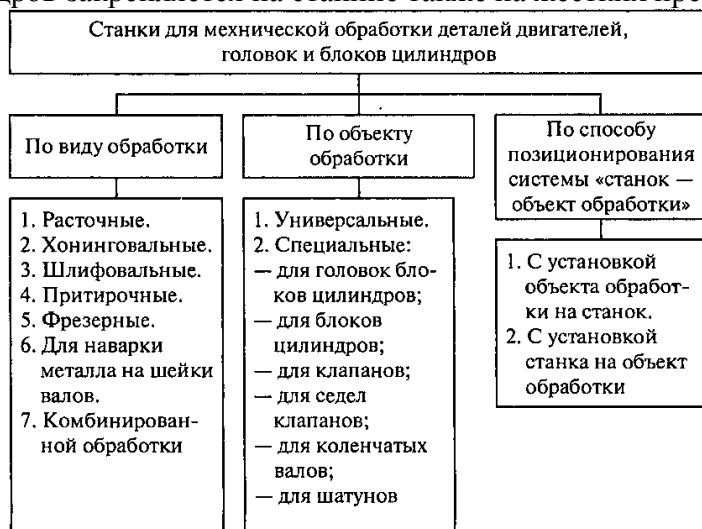 Станки для мехнической обработки деталей двигателей,
головок и блоков цилиндров
По виду обработки
По объекту
обработки
По способу
позиционирования
системы «станок —
объект обработки»
1. Расточные.
2. Хонинговальные.
3. Шлифовальные.
4. Притирочные.
5. Фрезерные.
6. Для наварки
металла на шейки
валов.
7. Комбинирован-
ной обработки
1. Универсальные.
2. Специальные:
— для головок бло-
ков цилиндров;
— для блоков
цилиндров;
— для клапанов;
— для седел
клапанов;
— для коленчатых
валов;
— для шатунов
1. С установкой
объекта обработ-
ки на станок.
2. С установкой
станка на объект
обработки